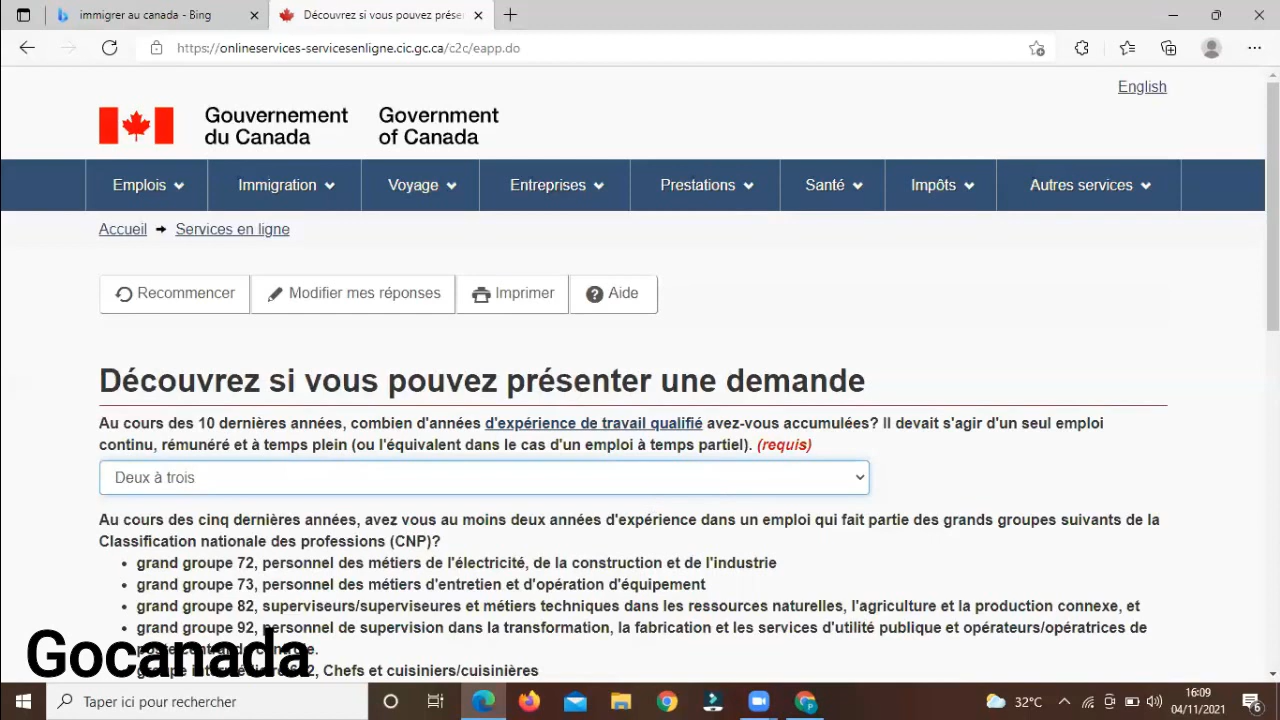 immigrer au canada - Bing
Découvrez si vous pouvez prése
https://onlineservices-servicesenligne.cic.gc.ca/c2c/eapp.do
English
Gouvernement du Canada
Government of Canada
Emplois Immigration Voyage Entreprises Prestations Santé Impôts Autres services
Accueil Services en ligne
Recommencer Modifier mes réponses Imprimer Aide
Découvrez si vous pouvez présenter une demande
Au cours des 10 dernières années, combien d'années d'expérience de travail qualifié avez-vous accumulées? Il devait s'agir d'un seul emploi
continu, rémunéré et à temps plein (ou l'équivalent dans le cas d'un emploi à temps partiel). (requis)
Deux à trois
Au cours des cinq dernières années, avez vous au moins deux années d'expérience dans un emploi qui fait partie des grands groupes suivants de la
Classification nationale des professions (CNP)?
grand groupe 72, personnel des métiers de l'électricité, de la construction et de l'industrie
grand groupe 73, personnel des métiers d'entretien et d'opération d'équipement
grand groupe 82, superviseurs/superviseures et métiers techniques dans les ressources naturelles, l'agriculture et la production connexe, et
grand groupe 92, personnel de supervision dans la transformation, la fabrication et les services d'utilité publique et opérateurs/opératrices de
Chefs et cuisiniers/cuisinières
Gocanada
Taper ici pour rechercher
32°C
16:09
04/11/2021
6